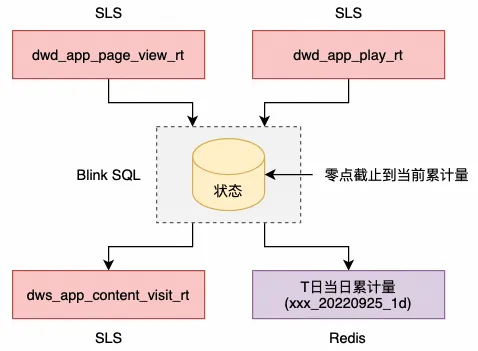 SLS
SLS
dwd_app_page_view_rt
dwd_app_play_rt
Blink SQL
状态
零点截止到当前累计量
dws_app_content_visit_rt
T日当日累计量
(xxx_20220925_1d)
SLS
Redis